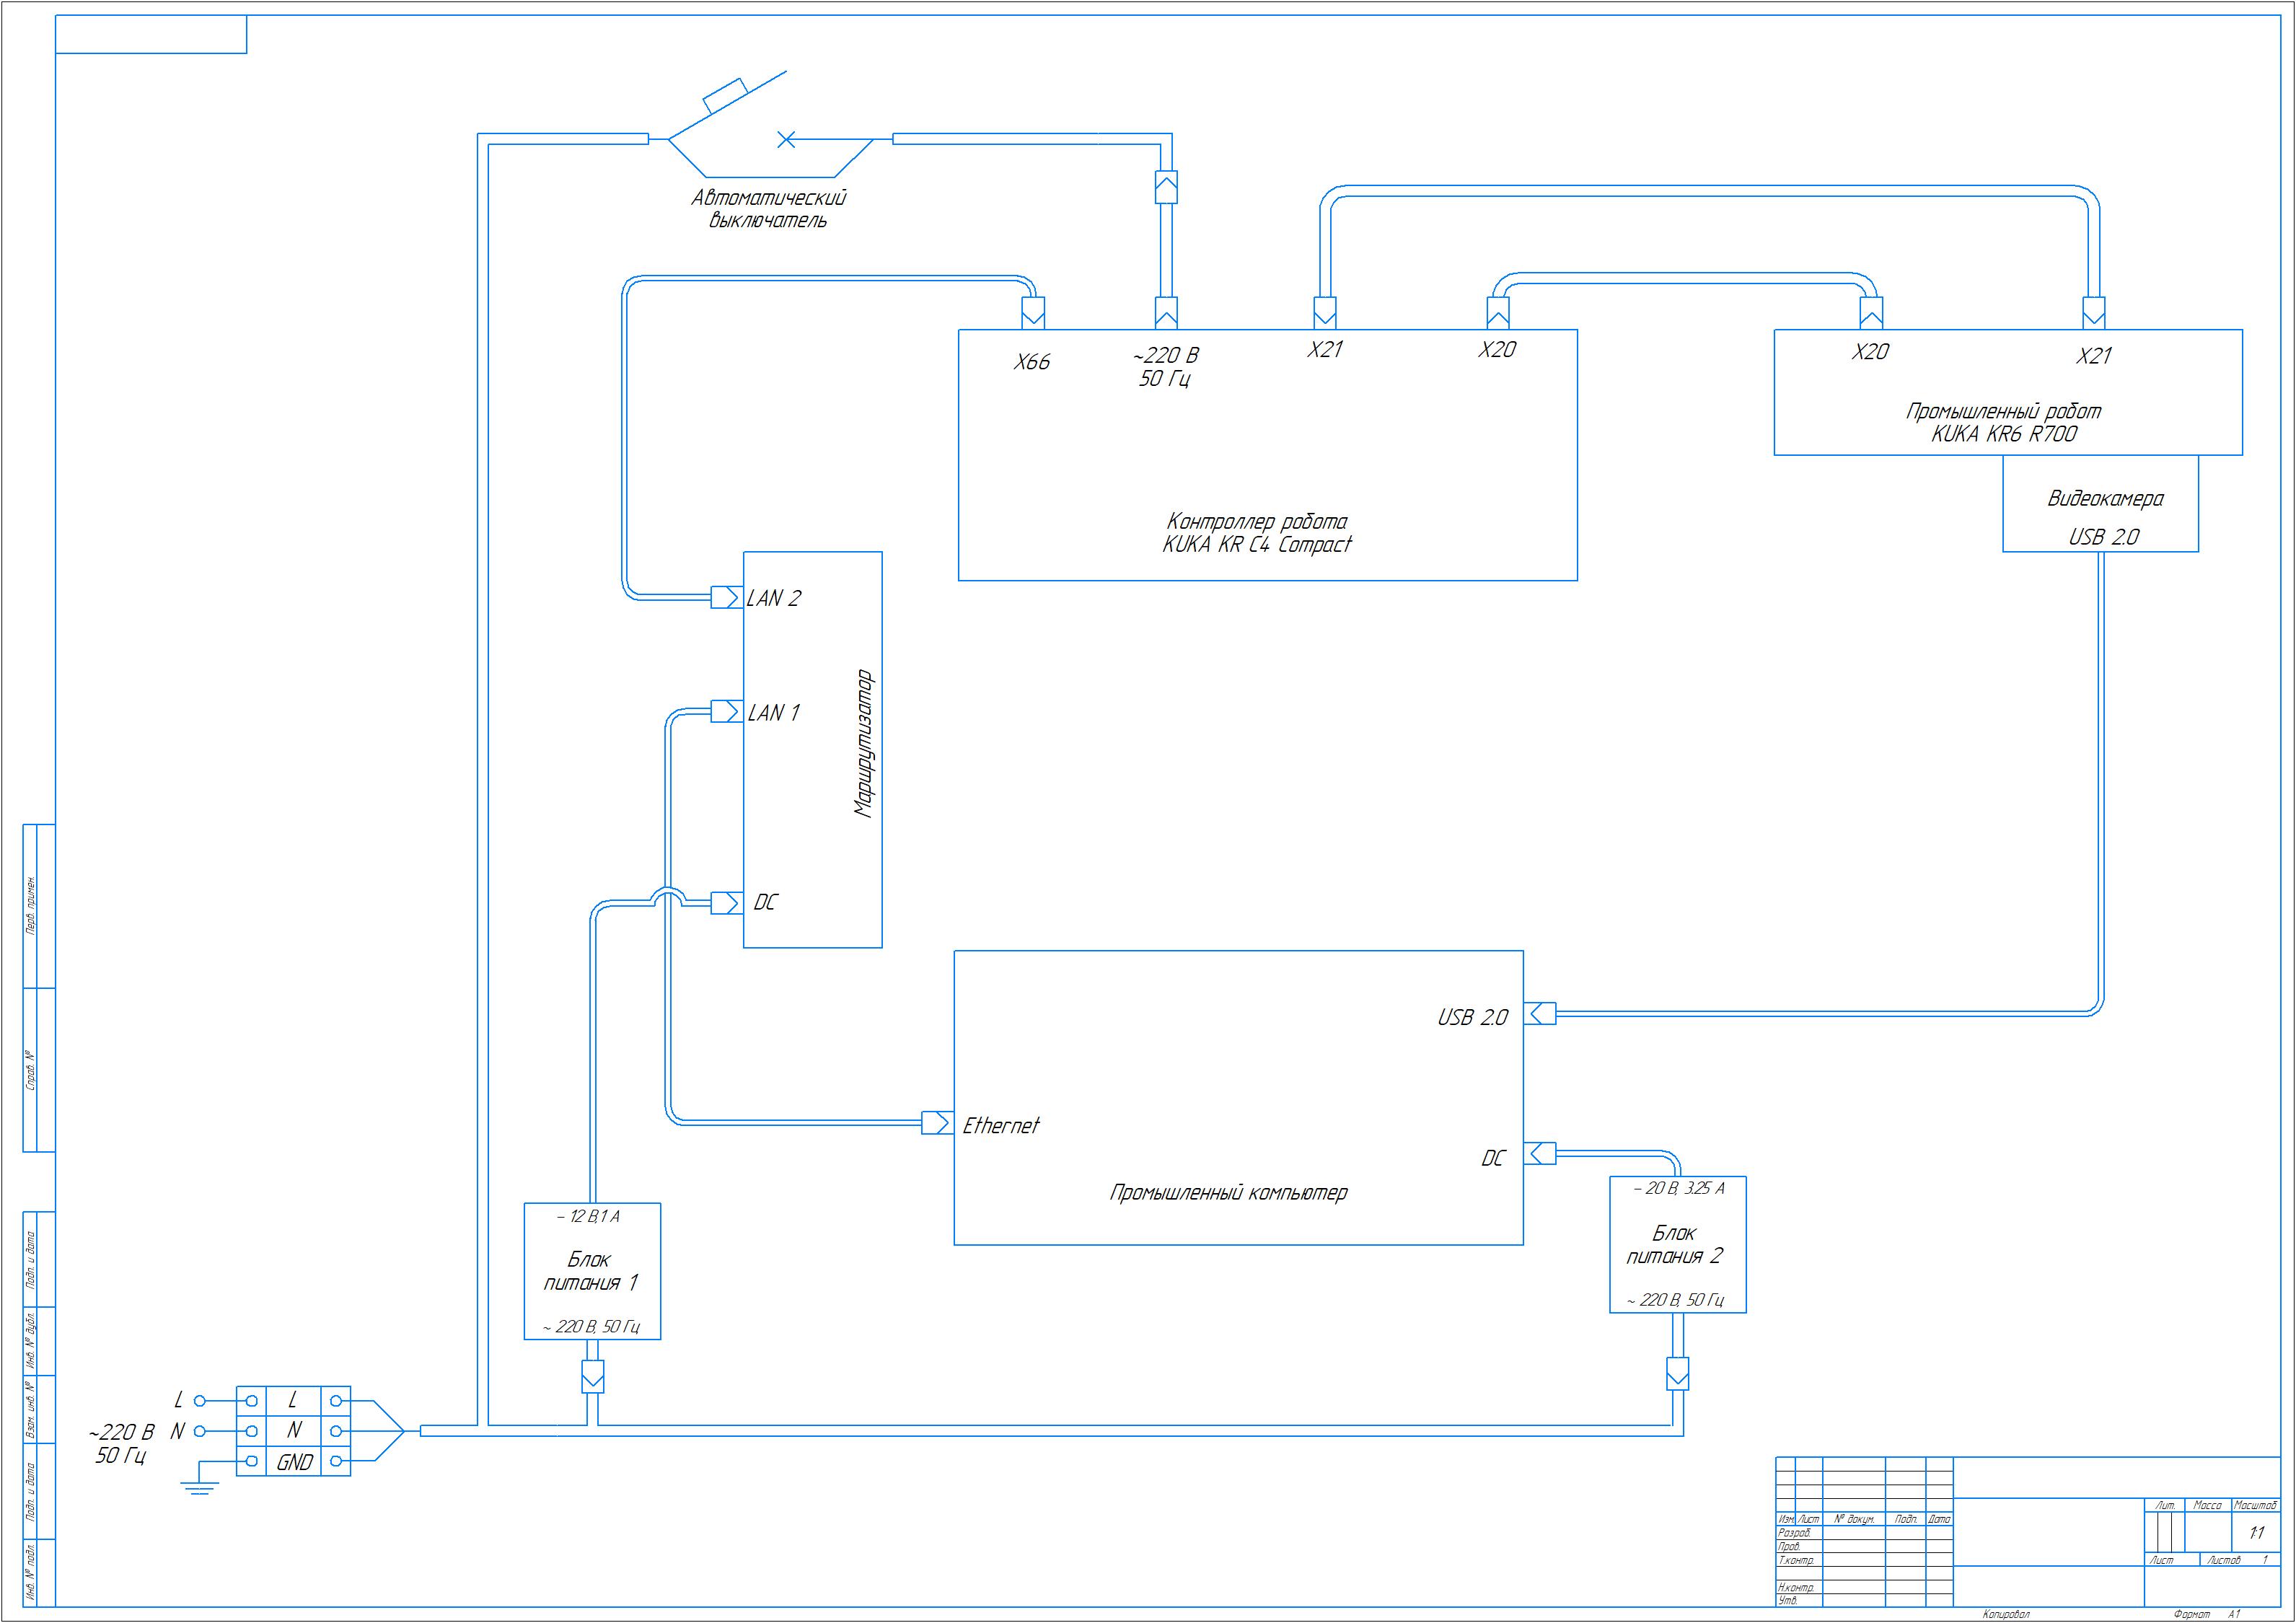 Автоматический
выключатель
X66
~220 В
50 Гц
X21
X20
X20
X21
Промышленный робот
KUKA KR6 R700
Контроллер робота
KUKA KR C4 Compact
Видеокамера
USB 2.0
LAN 2
LAN 1
Маршрутизатор
DC
USB 2.0
Ethernet
DC
Промышленный компьютер
– 12 В,1 А
Блок
питания 1
~ 220 В, 50 Гц
– 20 В, 3.25 А
Блок
питания 2
~ 220 В, 50 Гц
L
L
~220 В
50 Гц
N
N
GND
Перв. примен.
Справ. №
Подп. и дата
Инв. № дубл.
Взам. инв. №
Подп. и дата
Инв. № подл.
Изм.
Лист
№ докум.
Подп.
Дата
Разраб.
Пров.
Т.контр.
Н.контр.
Утв.
Лит.
Масса
Масштаб
1:1
Лист
Листов 1
Копировал
Формат A1